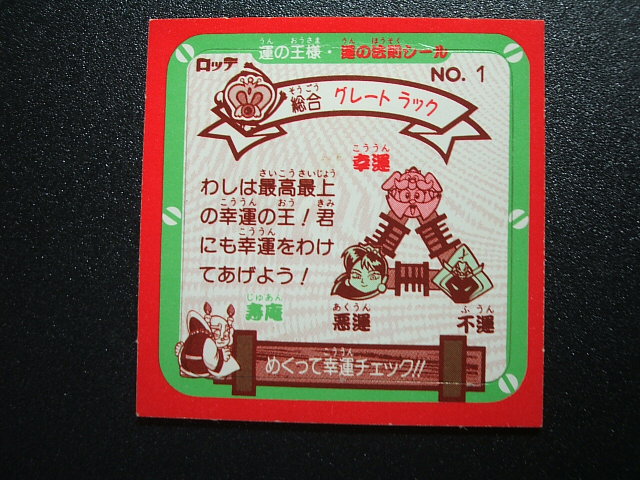 運の王様・運の法則シール
ロッテ
NO. 1
総合 グレートラック
わしは最高最上
の幸運の王！君
にも幸運をわけ
てあげよう！
幸運
悪運
不運
寿庵
めくって幸運チェック!!